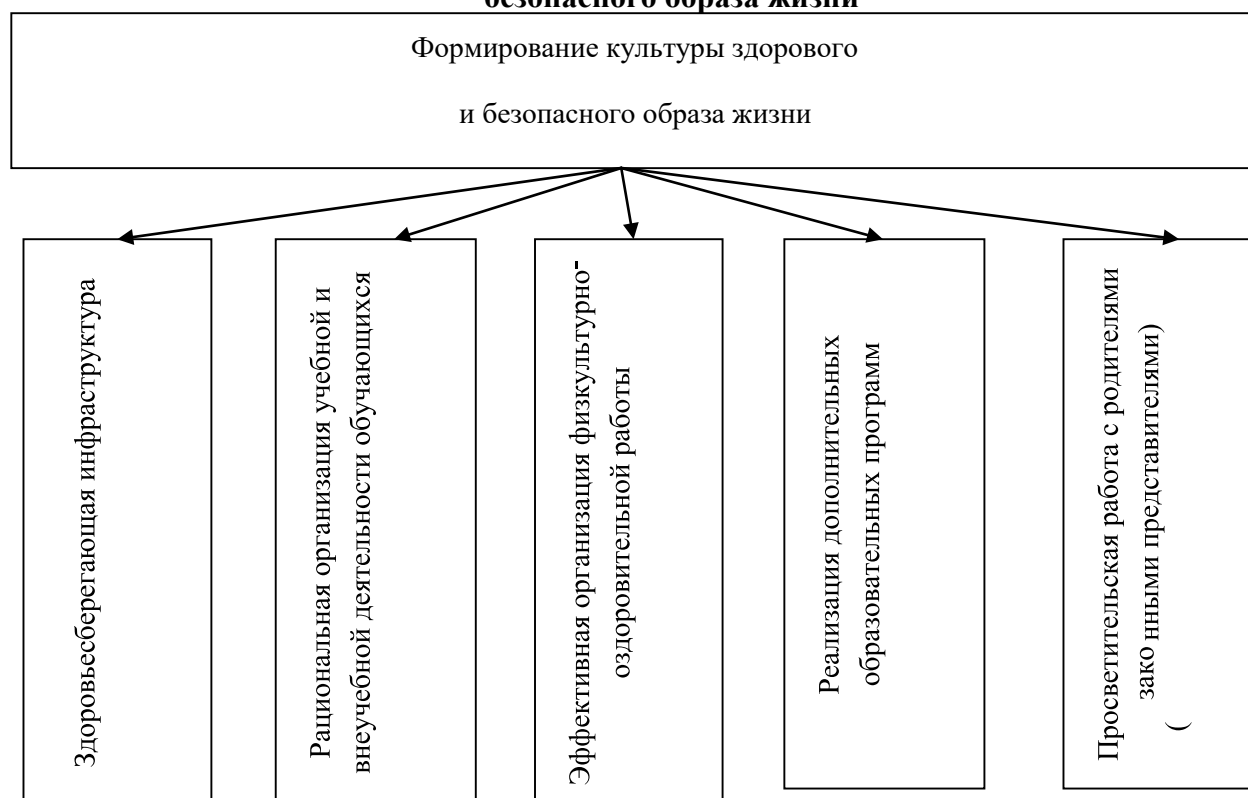 безопасного образа жизни
Формирование культуры здорового
и безопасного образа жизни
Здоровьесберегающая инфраструктура
Рациональная организация учебной и
внеучебной деятельности обучающихся
Эффективная организация физкультурно-
оздоровительной работы
Реализация дополнительных
образовательных программ
Просветительская работа с родителями
(законными представителями)